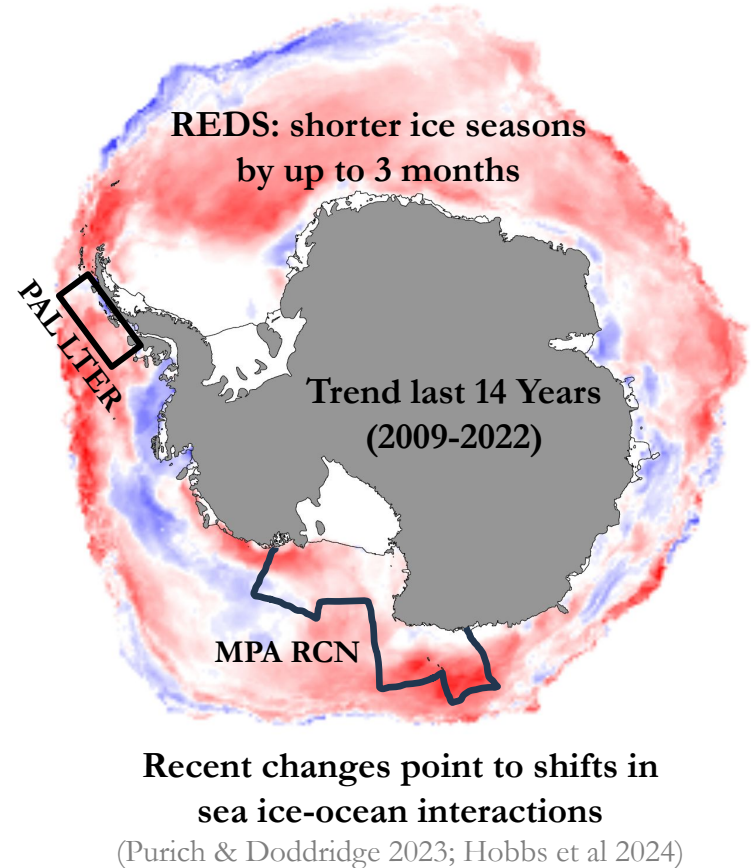 REDS: shorter ice seasons
by up to 3 months
PAL LTER
Trend last 14 Years
(2009-2022)
MPA RCN
Recent changes point to shifts in
sea ice-ocean interactions
(Purich & Doddridge 2023; Hobbs et al 2024)